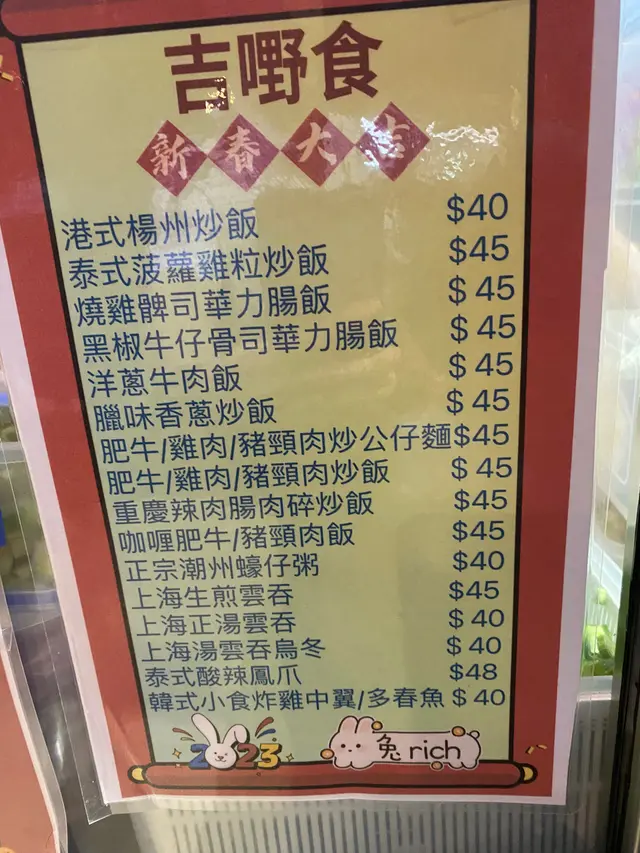 吉嘢食
新春大吉
港式楊州炒飯 $40
泰式菠蘿雞粒炒飯 $45
燒雞髀司華力腸飯 $45
黑椒牛仔骨司華力腸飯 $45
洋蔥牛肉飯 $45
臘味香蔥炒飯 $45
肥牛/雞肉/豬頸肉炒公仔麵 $45
肥牛/雞肉/豬頸肉炒飯 $45
重慶辣肉腸肉碎炒飯 $45
咖喱肥牛/豬頸肉飯 $45
正宗潮州蠔仔粥 $40
上海生煎雲吞 $45
上海正湯雲吞 $40
上海湯雲吞烏冬 $40
泰式酸辣鳳爪 $48
韓式小食炸雞中翼/多春魚 $40
2023
兔 rich